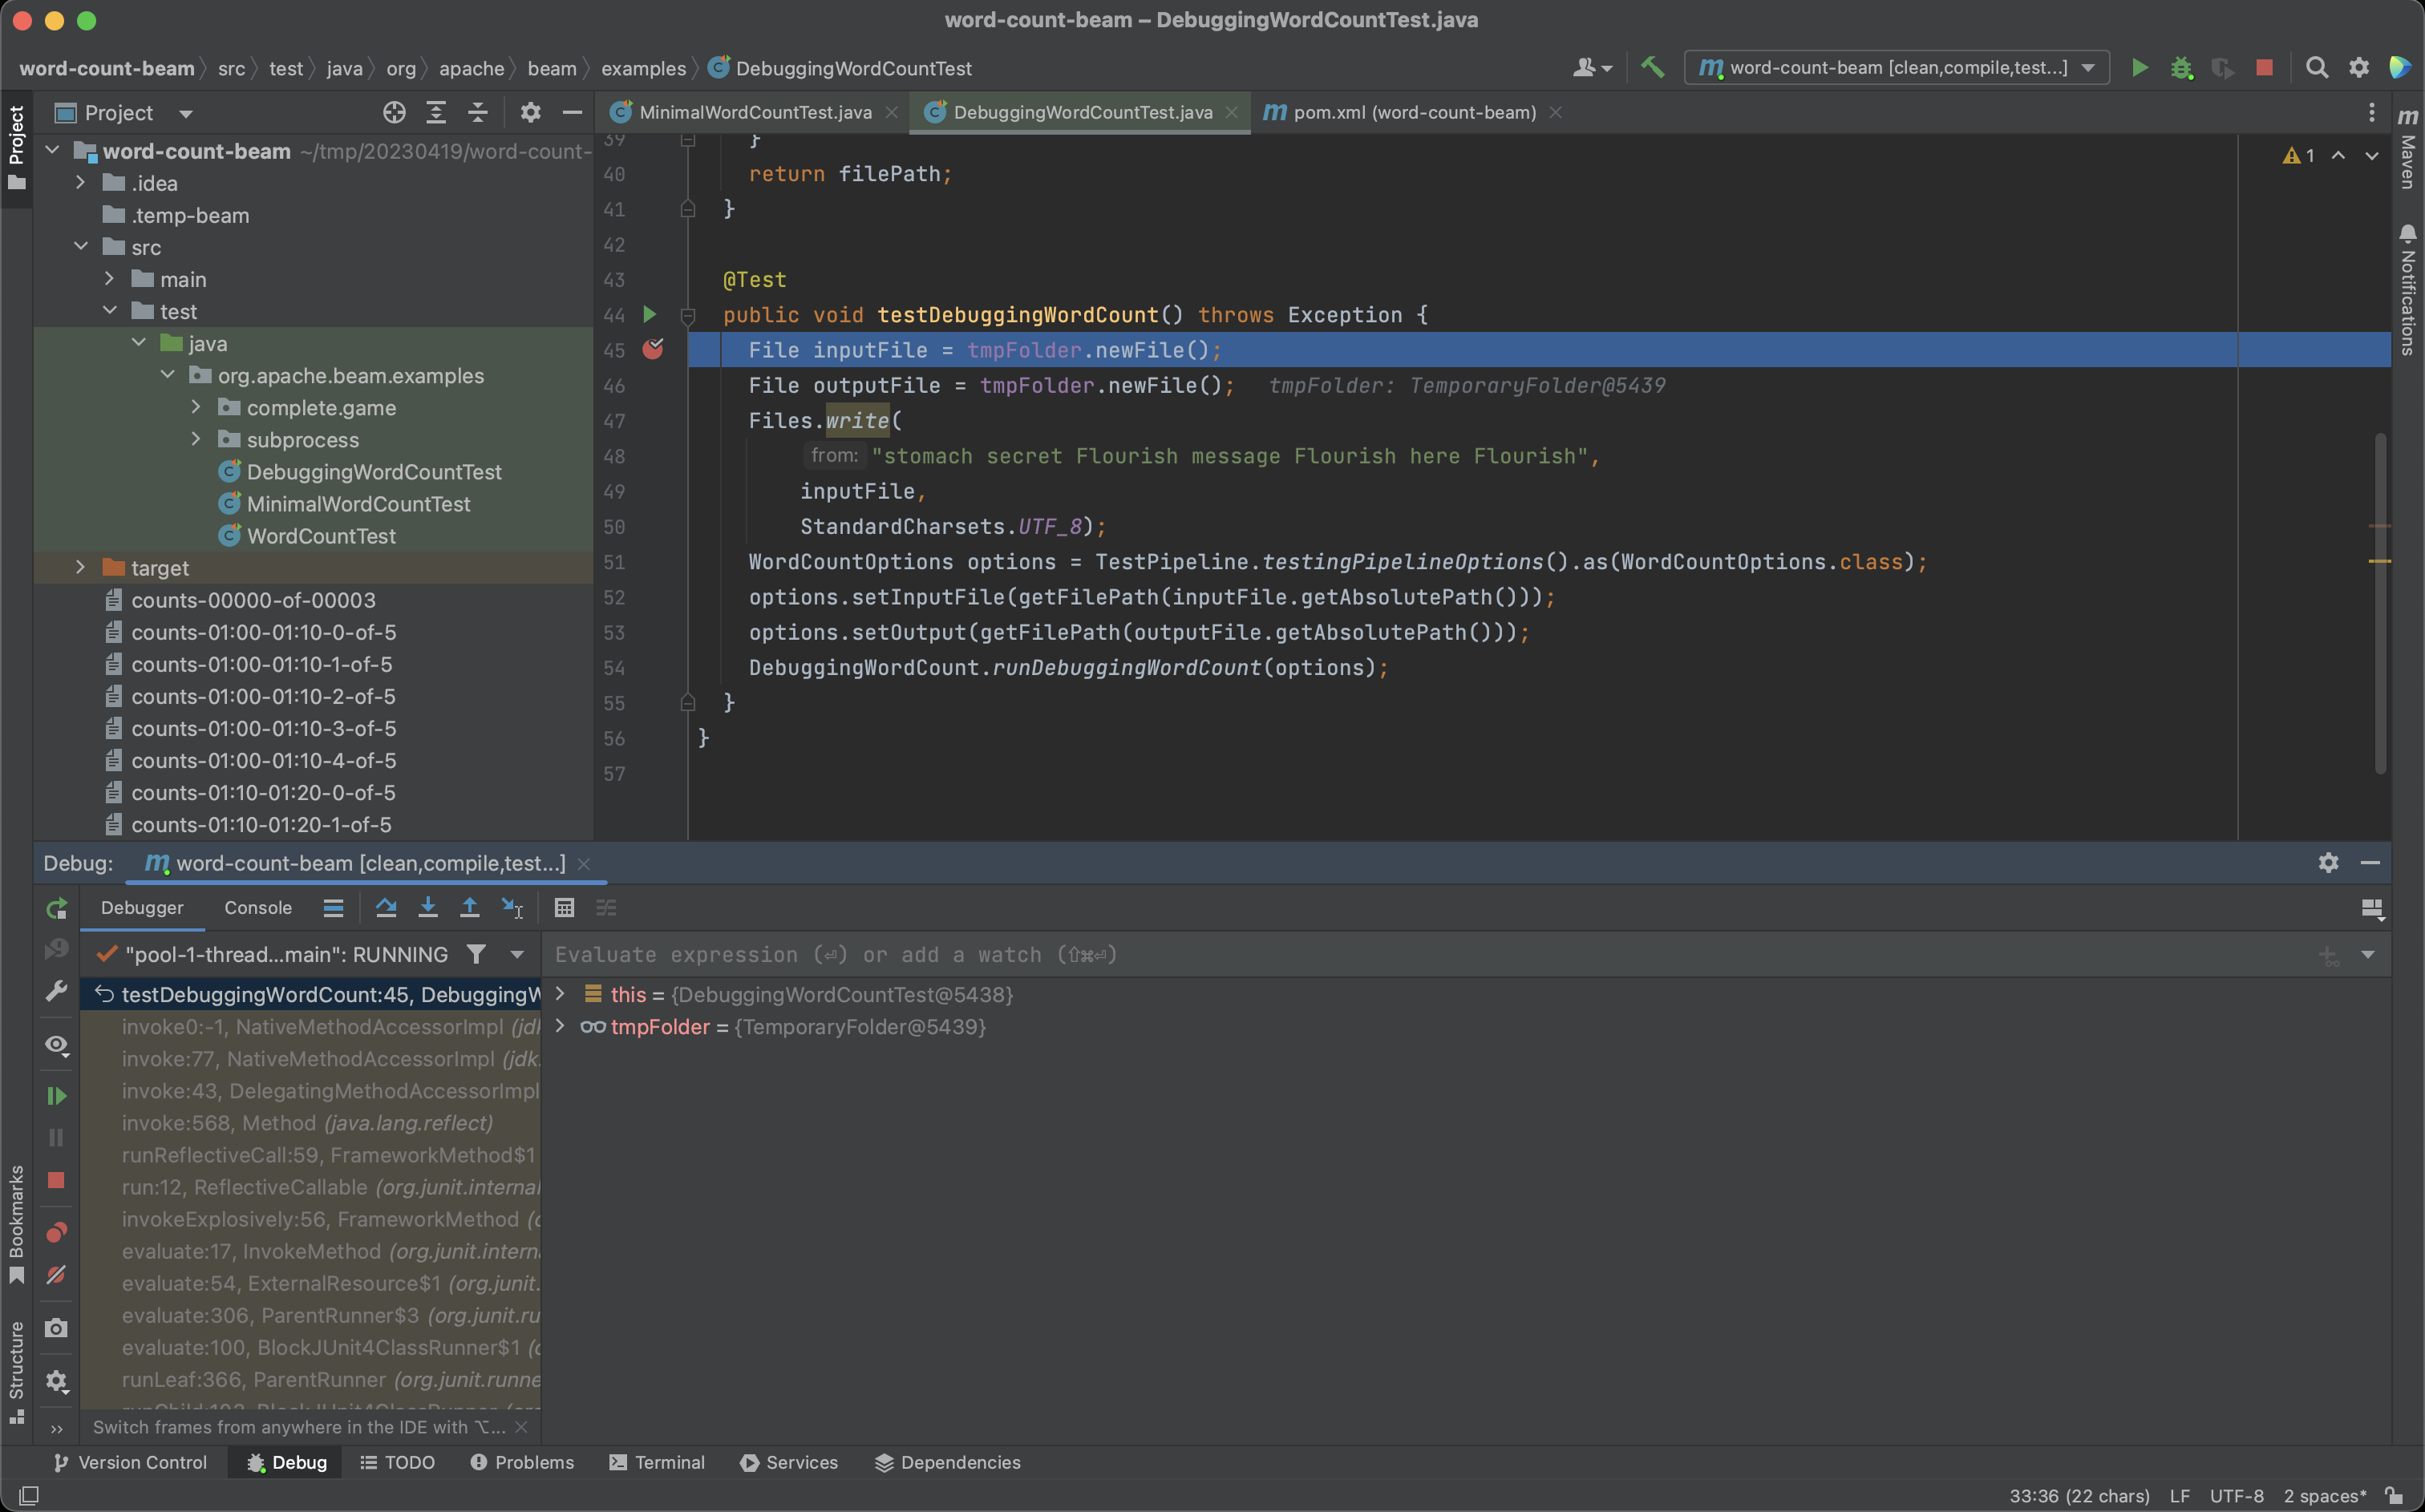 word-count-beam – DebuggingWordCountTest.java
word-count-beam src test java org apache beam examples DebuggingWordCountTest
word-count-beam [clean,compile,test...]
Project
Project
MinimalWordCountTest.java
DebuggingWordCountTest.java
pom.xml (word-count-beam)
Maven
Notifications
word-count-beam ~/tmp/20230419/word-count-
.idea
.temp-beam
src
main
test
java
org.apache.beam.examples
complete.game
subprocess
DebuggingWordCountTest
MinimalWordCountTest
WordCountTest
target
counts-00000-of-00003
counts-01:00-01:10-0-of-5
counts-01:00-01:10-1-of-5
counts-01:00-01:10-2-of-5
counts-01:00-01:10-3-of-5
counts-01:00-01:10-4-of-5
counts-01:10-01:20-0-of-5
counts-01:10-01:20-1-of-5
1
39 }
40 return filePath;
41 }
42
43 @Test
44 public void testDebuggingWordCount() throws Exception {
45 File inputFile = tmpFolder.newFile();
46 File outputFile = tmpFolder.newFile(); tmpFolder: TemporaryFolder@5439
47 Files.write(
48 from: "stomach secret Flourish message Flourish here Flourish",
49 inputFile,
50 StandardCharsets.UTF_8);
51 WordCountOptions options = TestPipeline.testingPipelineOptions().as(WordCountOptions.class);
52 options.setInputFile(getFilePath(inputFile.getAbsolutePath()));
53 options.setOutput(getFilePath(outputFile.getAbsolutePath()));
54 DebuggingWordCount.runDebuggingWordCount(options);
55 }
56 }
57
Debug: word-count-beam [clean,compile,test...]
Debugger Console
"pool-1-thread...main": RUNNING
Evaluate expression (⏎) or add a watch (⇧⌘⏎)
testDebuggingWordCount:45, DebuggingW
invoke0:-1, NativeMethodAccessorImpl (jdk
invoke:77, NativeMethodAccessorImpl (jdk.
invoke:43, DelegatingMethodAccessorImpl
invoke:568, Method (java.lang.reflect)
runReflectiveCall:59, FrameworkMethod$1
run:12, ReflectiveCallable (org.junit.internal
invokeExplosively:56, FrameworkMethod (o
evaluate:17, InvokeMethod (org.junit.interna
evaluate:54, ExternalResource$1 (org.junit.
evaluate:306, ParentRunner$3 (org.junit.ru
evaluate:100, BlockJUnit4ClassRunner$1 (o
runLeaf:366, ParentRunner (org.junit.runne
this = {DebuggingWordCountTest@5438}
tmpFolder = {TemporaryFolder@5439}
Switch frames from anywhere in the IDE with ⌥...
Bookmarks
Structure
Version Control Debug TODO Problems Terminal Services Dependencies
33:36 (22 chars) LF UTF-8 2 spaces*